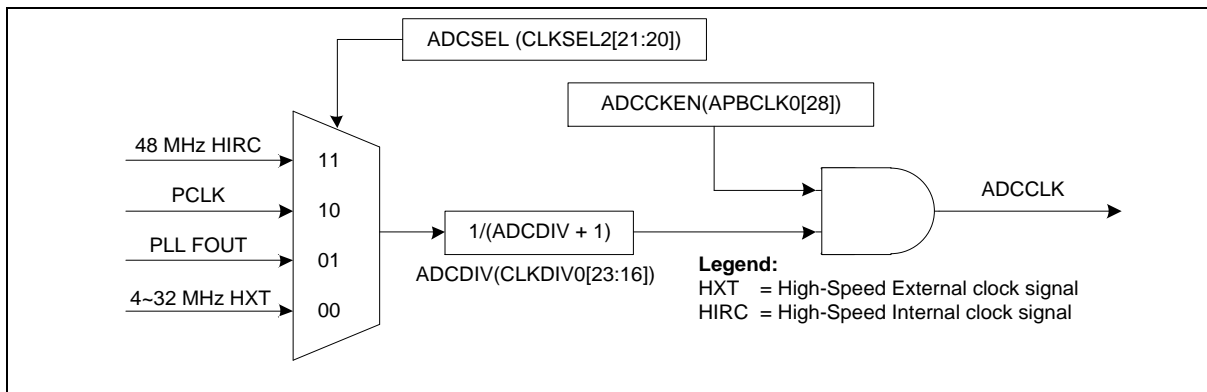 ADCSEL (CLKSEL2[21:20])
ADCCKEN(APBCLK0[28])
48 MHz HIRC
11
PCLK
10
PLL FOUT
01
4~32 MHz HXT
00
1/(ADCDIV + 1)
ADCDIV(CLKDIV0[23:16])
ADCCLK
Legend:
HXT = High-Speed External clock signal
HIRC = High-Speed Internal clock signal